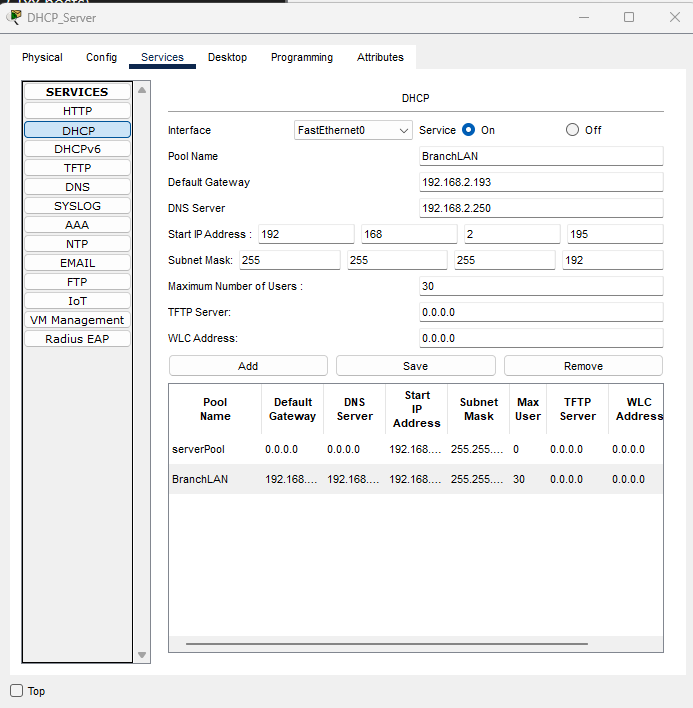 DHCP_Server
Physical Config Services Desktop Programming Attributes
SERVICES
HTTP
DHCP
DHCPv6
TFTP
DNS
SYSLOG
AAA
NTP
EMAIL
FTP
IoT
VM Management
Radius EAP
DHCP
Interface FastEthernet0 Service On Off
Pool Name BranchLAN
Default Gateway 192.168.2.193
DNS Server 192.168.2.250
Start IP Address : 192 168 2 195
Subnet Mask: 255 255 255 192
Maximum Number of Users : 30
TFTP Server: 0.0.0.0
WLC Address: 0.0.0.0
Add Save Remove
Pool Name Default Gateway DNS Server Start IP Address Subnet Mask Max User TFTP Server WLC Address
serverPool 0.0.0.0 0.0.0.0 192.168.... 255.255.... 0 0.0.0.0 0.0.0.0
BranchLAN 192.168.... 192.168.... 192.168.... 255.255.... 30 0.0.0.0 0.0.0.0
Top